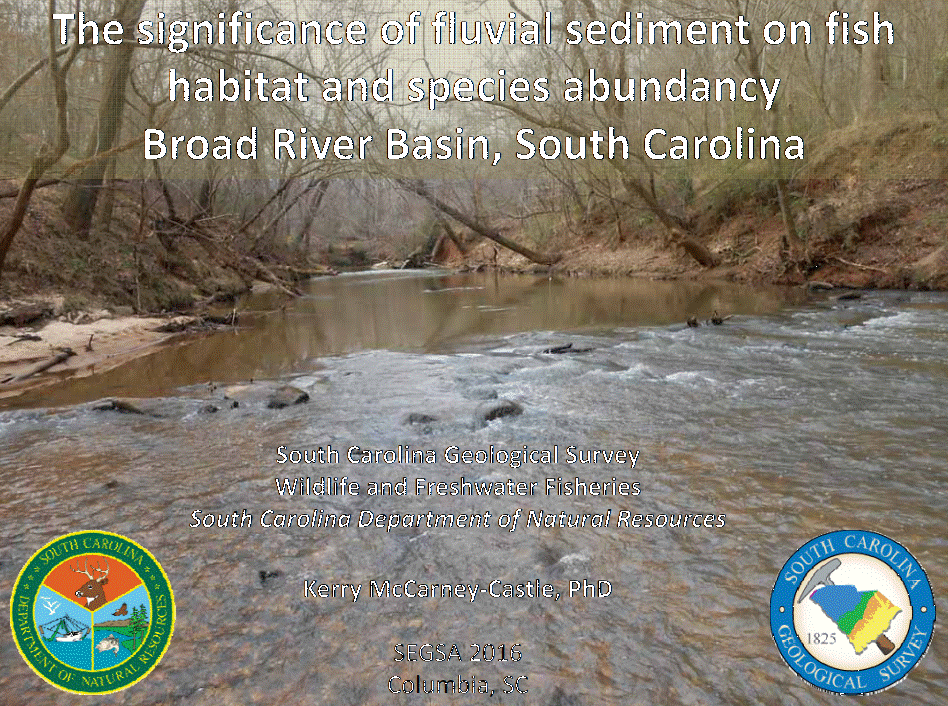 The significance of fluvial sediment on fish
habitat and species abundancy
Broad River Basin, South Carolina
South Carolina Geological Survey
Wildlife and Freshwater Fisheries
South Carolina Department of Natural Resources
Kerry McCarney-Castle, PhD
SEGSA 2016
Columbia, SC
SOUTH CAROLINA
DEPARTMENT OF NATURAL RESOURCES
SOUTH CAROLINA
1825
GEOLOGICAL SURVEY